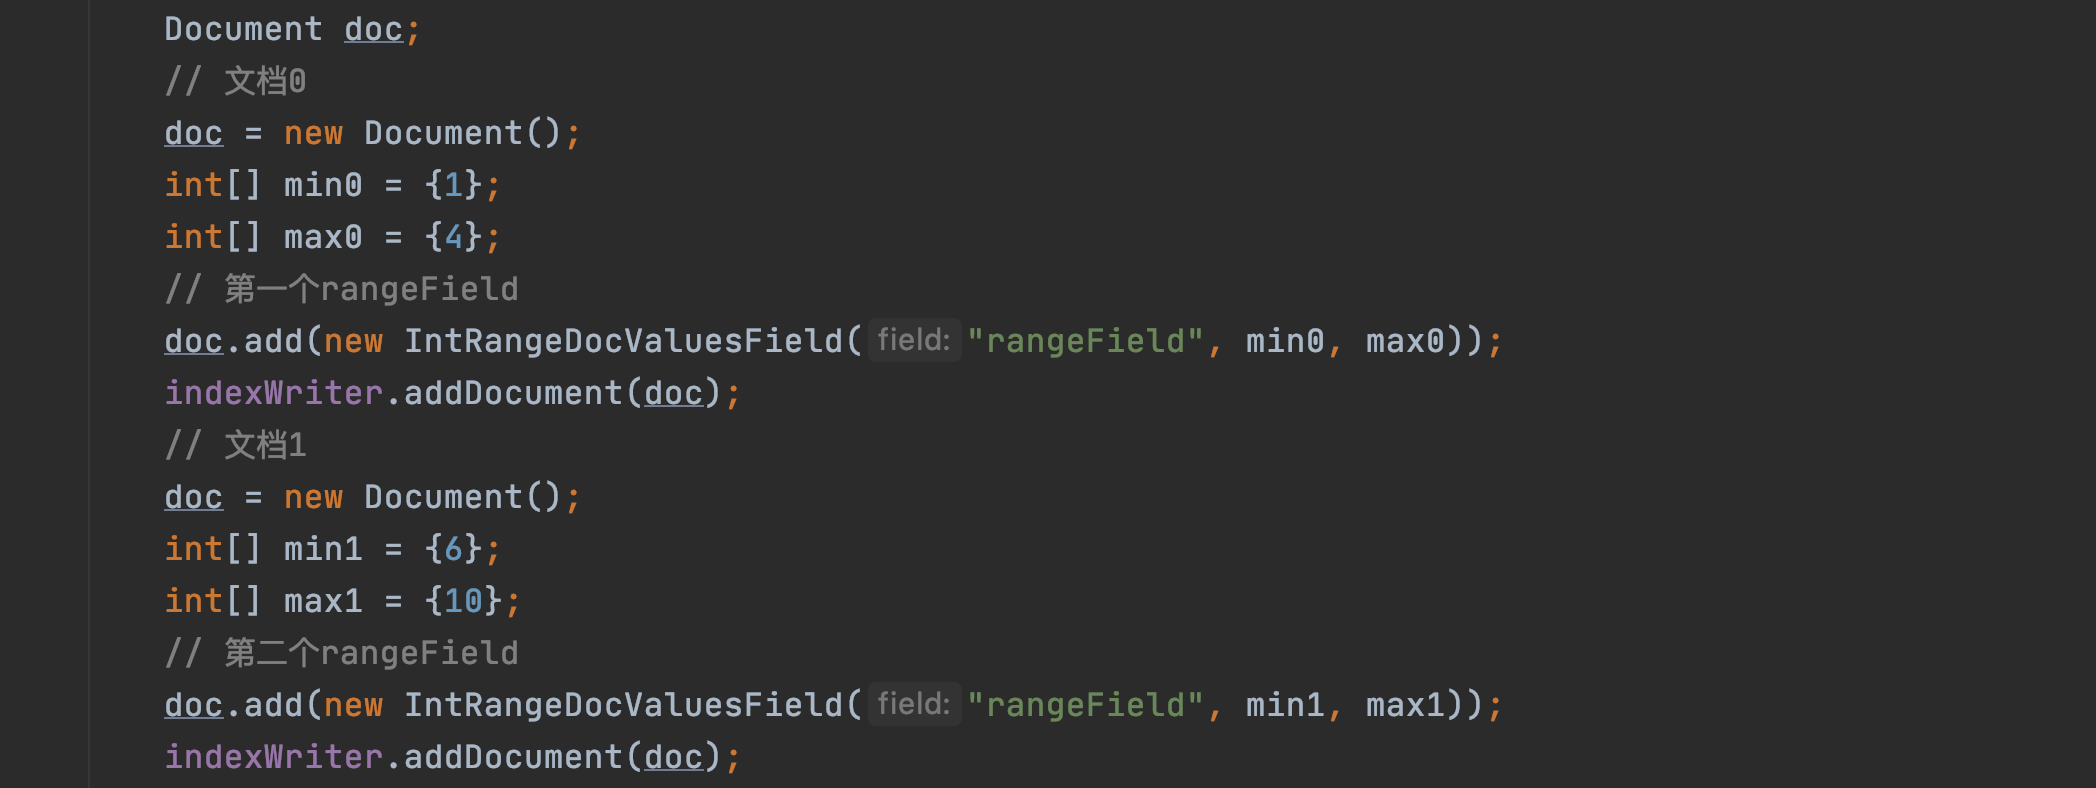 Document doc;
// 文档0
doc = new Document();
int[] min0 = {1};
int[] max0 = {4};
// 第一个rangeField
doc.add(new IntRangeDocValuesField( field: "rangeField", min0, max0));
indexWriter.addDocument(doc);
// 文档1
doc = new Document();
int[] min1 = {6};
int[] max1 = {10};
// 第二个rangeField
doc.add(new IntRangeDocValuesField( field: "rangeField", min1, max1));
indexWriter.addDocument(doc);